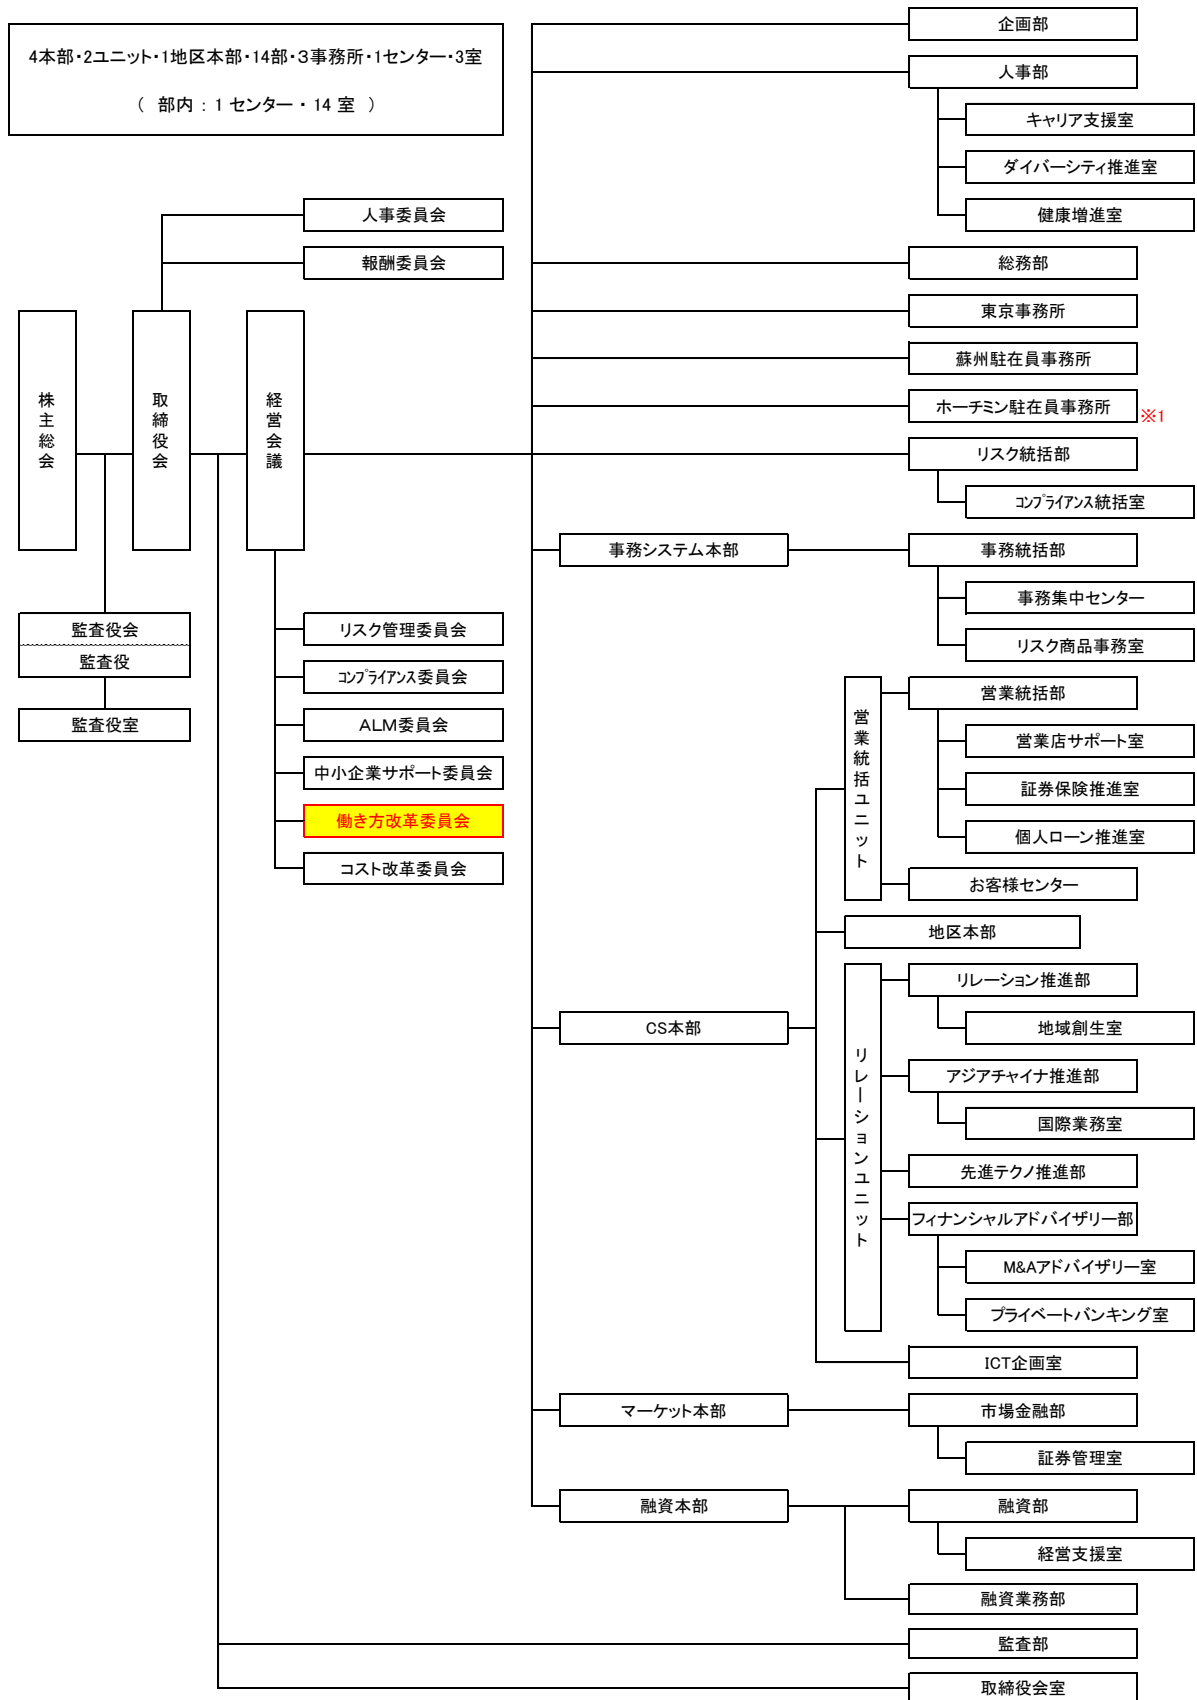 4本部・2ユニット・1地区本部・14部・3事務所・1センター・3室
（ 部内：1センター・14室 ）
企画部
人事部
キャリア支援室
ダイバーシティ推進室
健康増進室
人事委員会
報酬委員会
総務部
東京事務所
蘇州駐在員事務所
ホーチミン駐在員事務所
※1
株主総会
取締役会
経営会議
リスク統括部
コンプライアンス統括室
事務システム本部
事務統括部
事務集中センター
リスク商品事務室
監査役会
監査役
監査役室
リスク管理委員会
コンプライアンス委員会
ALM委員会
中小企業サポート委員会
働き方改革委員会
コスト改革委員会
営業統括ユニット
営業統括部
営業店サポート室
証券保険推進室
個人ローン推進室
お客様センター
地区本部
CS本部
リレーションユニット
リレーション推進部
地域創生室
アジアチャイナ推進部
国際業務室
先進テクノ推進部
フィナンシャルアドバイザリー部
M&Aアドバイザリー室
プライベートバンキング室
ICT企画室
マーケット本部
市場金融部
証券管理室
融資本部
融資部
経営支援室
融資業務部
監査部
取締役会室